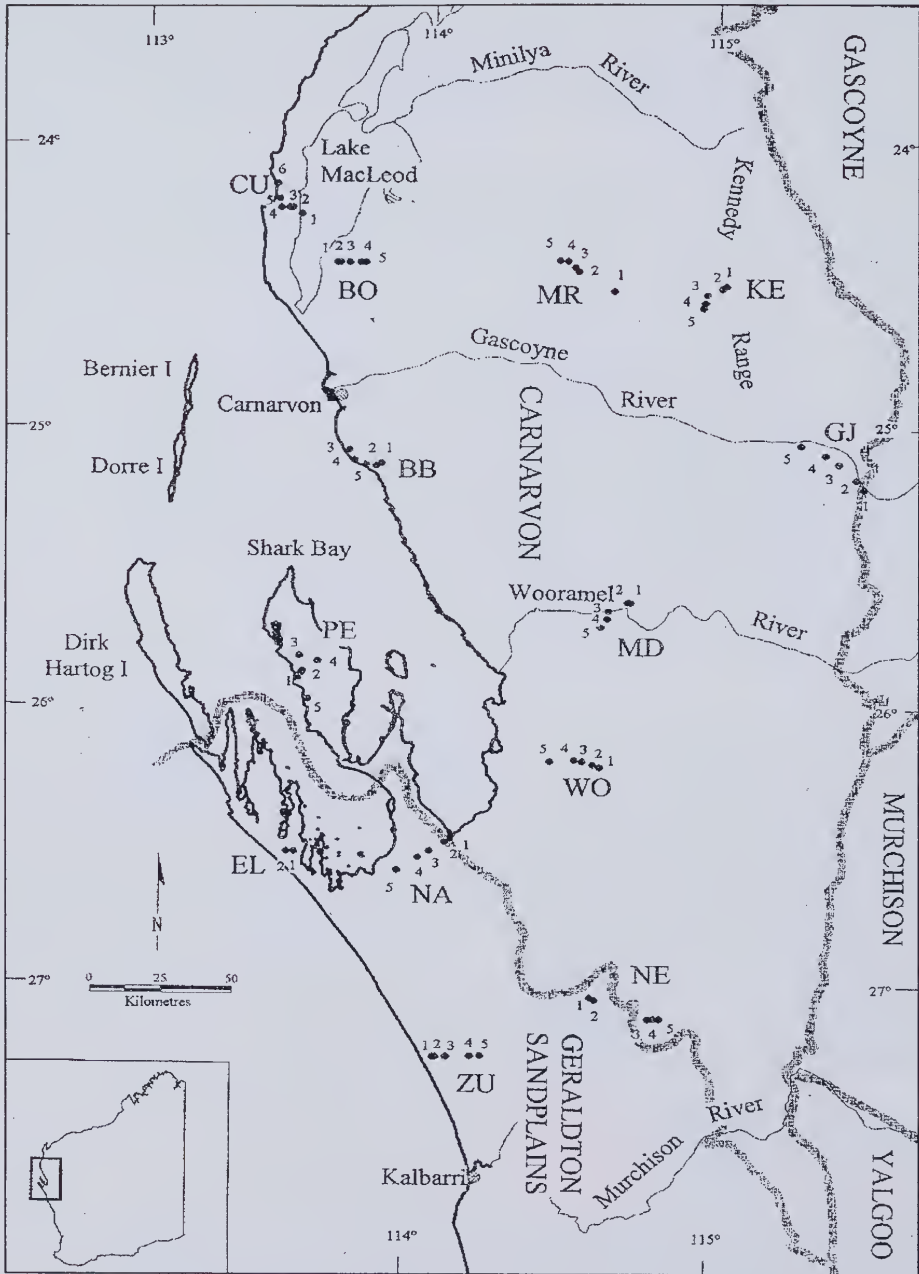 113°
114°
115°
Minilya
River
GASCOYNE
24°
24°
Lake
MacLeod
Kennedy
6
CU
5 3 2
4 1
1 2 3 4
5
BO
5 4
3
2
1
MR
1
2
3
4
5
KE
Range
Bernier I
Gascoyne
River
Carnarvon
CARNARVON
25°
25°
GJ
5
4
3
2
1
Dorre I
3 2 1
4
5
BB
Shark Bay
Wooramel
2 1
3
4
5
River
MD
PE
3
4
2
1
5
Dirk
Hartog I
26°
26°
5 4 3 2 1
WO
MURCHISON
EL
2 1
1
2
3
4
5
NA
N
0 25 50
Kilometres
27°
27°
NE
1
2
3 4 5
1 2 3 4 5
ZU
GERALDTON
SANDPLAINS
Murchison
River
Kalbarri
YALGOO
114°
115°